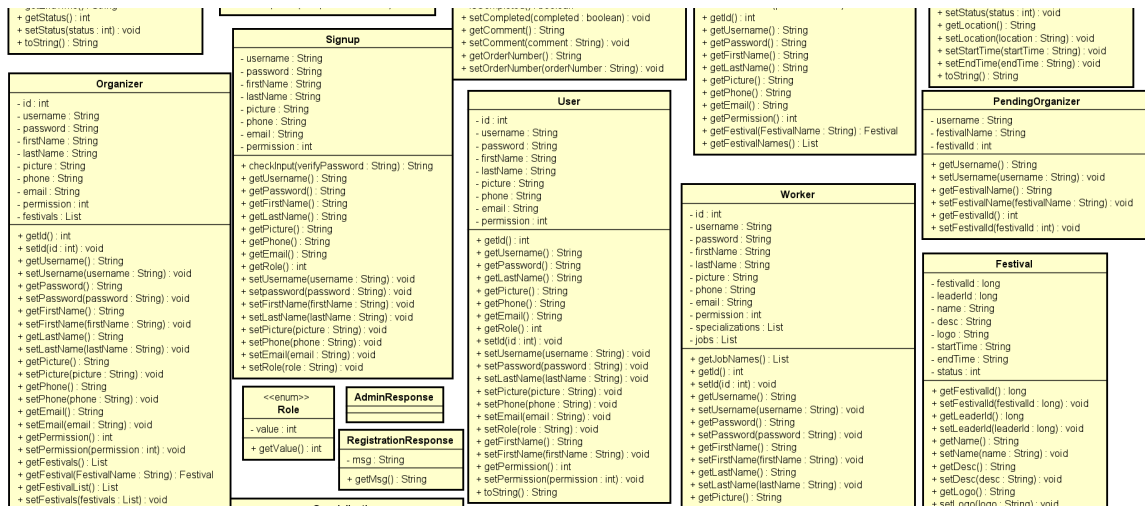 + getStatus() : int
+ setStatus(status : int) : void
+ toString() : String
Organizer
- id : int
- username : String
- password : String
- firstName : String
- lastName : String
- picture : String
- phone : String
- email : String
- permission : int
- festivals : List
+ getId() : int
+ setId(id : int) : void
+ getUsername() : String
+ setUsername(username : String) : void
+ getPassword() : String
+ setPassword(password : String) : void
+ getFirstName() : String
+ setFirstName(firstName : String) : void
+ getLastName() : String
+ setLastName(lastName : String) : void
+ getPicture() : String
+ setPicture(picture : String) : void
+ getPhone() : String
+ setPhone(phone : String) : void
+ getEmail() : String
+ setEmail(email : String) : void
+ getPermission() : int
+ setPermission(permission : int) : void
+ getFestivals() : List
+ getFestival(FestivalName : String) : Festival
+ getFestivalList() : List
+ setFestivals(festivals : List) : void
Signup
- username : String
- password : String
- firstName : String
- lastName : String
- picture : String
- phone : String
- email : String
- permission : int
+ checkInput(verifyPassword : String) : String
+ getUsername() : String
+ getPassword() : String
+ getFirstName() : String
+ getLastName() : String
+ getPicture() : String
+ getPhone() : String
+ getEmail() : String
+ getRole() : int
+ setUsername(username : String) : void
+ setpassword(password : String) : void
+ setFirstName(firstName : String) : void
+ setLastName(lastName : String) : void
+ setPicture(picture : String) : void
+ setPhone(phone : String) : void
+ setEmail(email : String) : void
+ setRole(role : String) : void
<<enum>>
Role
- value : int
+ getValue() : int
AdminResponse
RegistrationResponse
- msg : String
+ getMsg() : String
+ setCompleted(completed : boolean) : void
+ getComment() : String
+ setComment(comment : String) : void
+ getOrderNumber() : String
+ setOrderNumber(orderNumber : String) : void
User
- id : int
- username : String
- password : String
- firstName : String
- lastName : String
- picture : String
- phone : String
- email : String
- permission : int
+ getId() : int
+ getUsername() : String
+ getPassword() : String
+ getLastName() : String
+ getPicture() : String
+ getPhone() : String
+ getEmail() : String
+ getRole() : int
+ setId(id : int) : void
+ setUsername(username : String) : void
+ setPassword(password : String) : void
+ setLastName(lastName : String) : void
+ setPicture(picture : String) : void
+ setPhone(phone : String) : void
+ setEmail(email : String) : void
+ setRole(role : String) : void
+ getFirstName() : String
+ setFirstName(firstName : String) : void
+ getPermission() : int
+ setPermission(permission : int) : void
+ toString() : String
+ getId() : int
+ getUsername() : String
+ getPassword() : String
+ getFirstName() : String
+ getLastName() : String
+ getPicture() : String
+ getPhone() : String
+ getEmail() : String
+ getPermission() : int
+ getFestival(FestivalName : String) : Festival
+ getFestivalNames() : List
Worker
- id : int
- username : String
- password : String
- firstName : String
- lastName : String
- picture : String
- phone : String
- email : String
- permission : int
- specializations : List
- jobs : List
+ getJobNames() : List
+ getId() : int
+ setId(id : int) : void
+ getUsername() : String
+ setUsername(username : String) : void
+ getPassword() : String
+ setPassword(password : String) : void
+ getFirstName() : String
+ setFirstName(firstName : String) : void
+ getLastName() : String
+ setLastName(lastName : String) : void
+ getPicture() : String
+ setStatus(status : int) : void
+ getLocation() : String
+ setLocation(location : String) : void
+ setStartTime(startTime : String) : void
+ setEndTime(endTime : String) : void
+ toString() : String
PendingOrganizer
- username : String
- festivalName : String
- festivalId : int
+ getUsername() : String
+ setUsername(username : String) : void
+ getFestivalName() : String
+ setFestivalName(festivalName : String) : void
+ getFestivalId() : int
+ setFestivalId(festivalId : int) : void
Festival
- festivalId : long
- leaderId : long
- name : String
- desc : String
- logo : String
- startTime : String
- endTime : String
- status : int
+ getFestivalId() : long
+ setFestivalId(festivalId : long) : void
+ getLeaderId() : long
+ setLeaderId(leaderId : long) : void
+ getName() : String
+ setName(name : String) : void
+ getDesc() : String
+ setDesc(desc : String) : void
+ getLogo() : String
+ setLogo(logo : String) : void